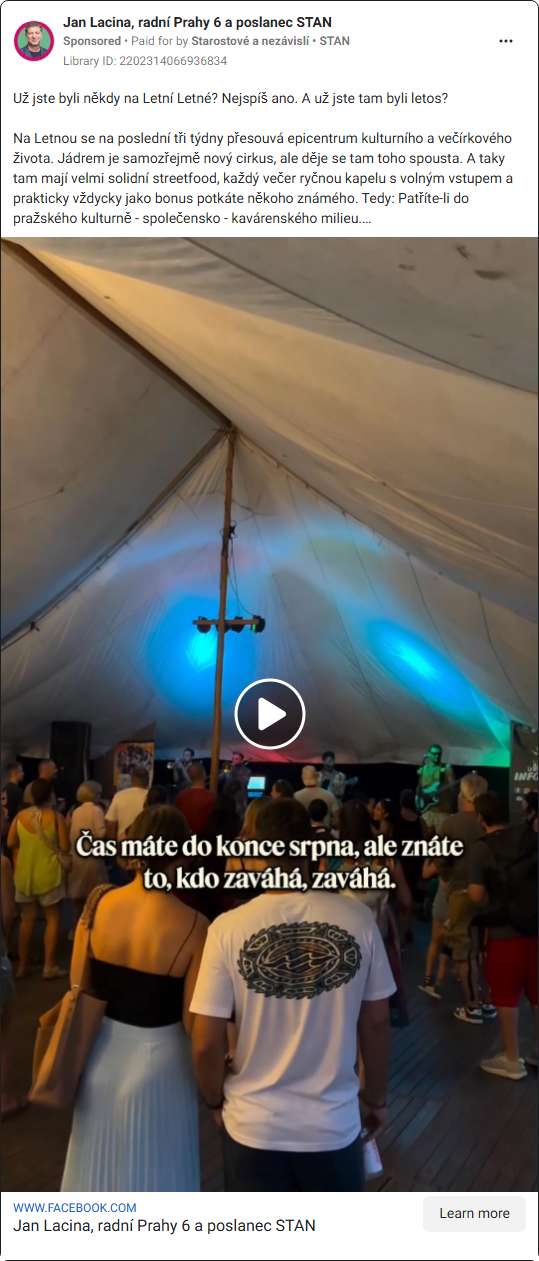 Jan Lacina, radní Prahy 6 a poslanec STAN
Sponsored • Paid for by Starostové a nezávislí • STAN
Library ID: 2202314066936834
Už jste byli někdy na Letní Letné? Nejspíš ano. A už jste tam byli letos?
Na Letnou se na poslední tři týdny přesouvá epicentrum kulturního a večírkového
života. Jádrem je samozřejmě nový cirkus, ale děje se tam toho spousta. A taky
tam mají velmi solidní streetfood, každý večer ryčnou kapelu s volným vstupem a
prakticky vždycky jako bonus potkáte někoho známého. Tedy: Patříte-li do
pražského kulturně - společensko - kavárenského milieu....
INFO
Čas máte do konce srpna, ale znáte
to, kdo zaváhá, zaváhá.
WWW.FACEBOOK.COM
Jan Lacina, radní Prahy 6 a poslanec STAN
Learn more